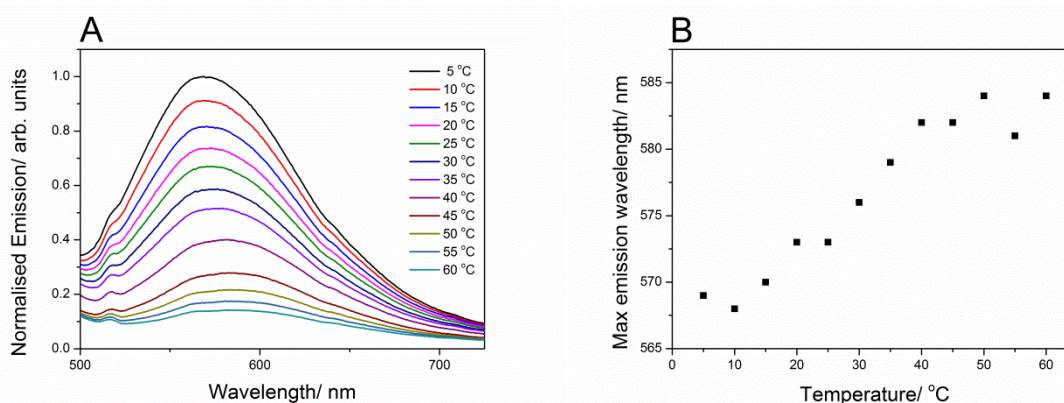 A
Normalised Emission/ arb. units
1.0
0.8
0.6
0.4
0.2
0.0
500
600
700
Wavelength/ nm
5 °C
10 °C
15 °C
20 °C
25 °C
30 °C
35 °C
40 °C
45 °C
50 °C
55 °C
60 °C
B
Max emission wavelength/ nm
585
580
575
570
565
0
10
20
30
40
50
60
Temperature/ °C